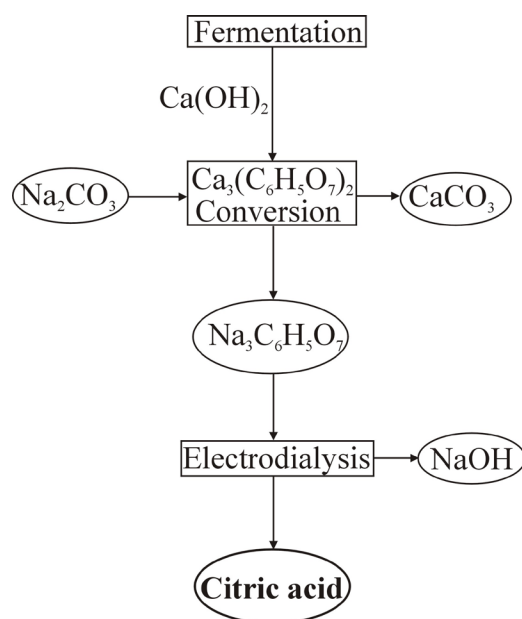 Fermentation
Ca(OH)₂
Na₂CO₃
Ca₃(C₆H₅O₇)₂
Conversion
CaCO₃
Na₃C₆H₅O₇
Electrodialysis
NaOH
Citric acid